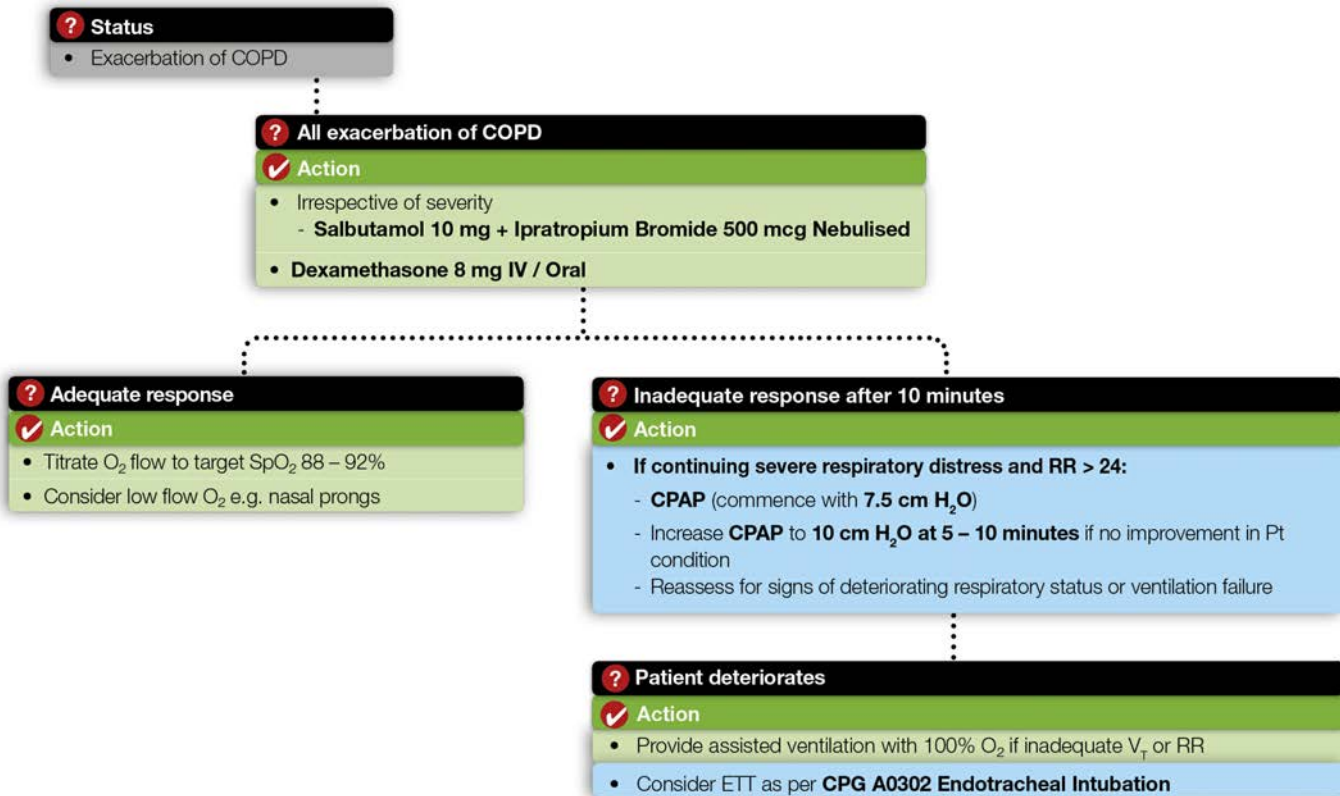 Status
• Exacerbation of COPD
All exacerbation of COPD
Action
• Irrespective of severity
- Salbutamol 10 mg + Ipratropium Bromide 500 mcg Nebulised
• Dexamethasone 8 mg IV / Oral
Adequate response
Action
• Titrate O₂ flow to target SpO₂ 88 – 92%
• Consider low flow O₂ e.g. nasal prongs
Inadequate response after 10 minutes
Action
• If continuing severe respiratory distress and RR > 24:
- CPAP (commence with 7.5 cm H₂O)
- Increase CPAP to 10 cm H₂O at 5 – 10 minutes if no improvement in Pt
condition
- Reassess for signs of deteriorating respiratory status or ventilation failure
Patient deteriorates
Action
• Provide assisted ventilation with 100% O₂ if inadequate V_T or RR
• Consider ETT as per CPG A0302 Endotracheal Intubation